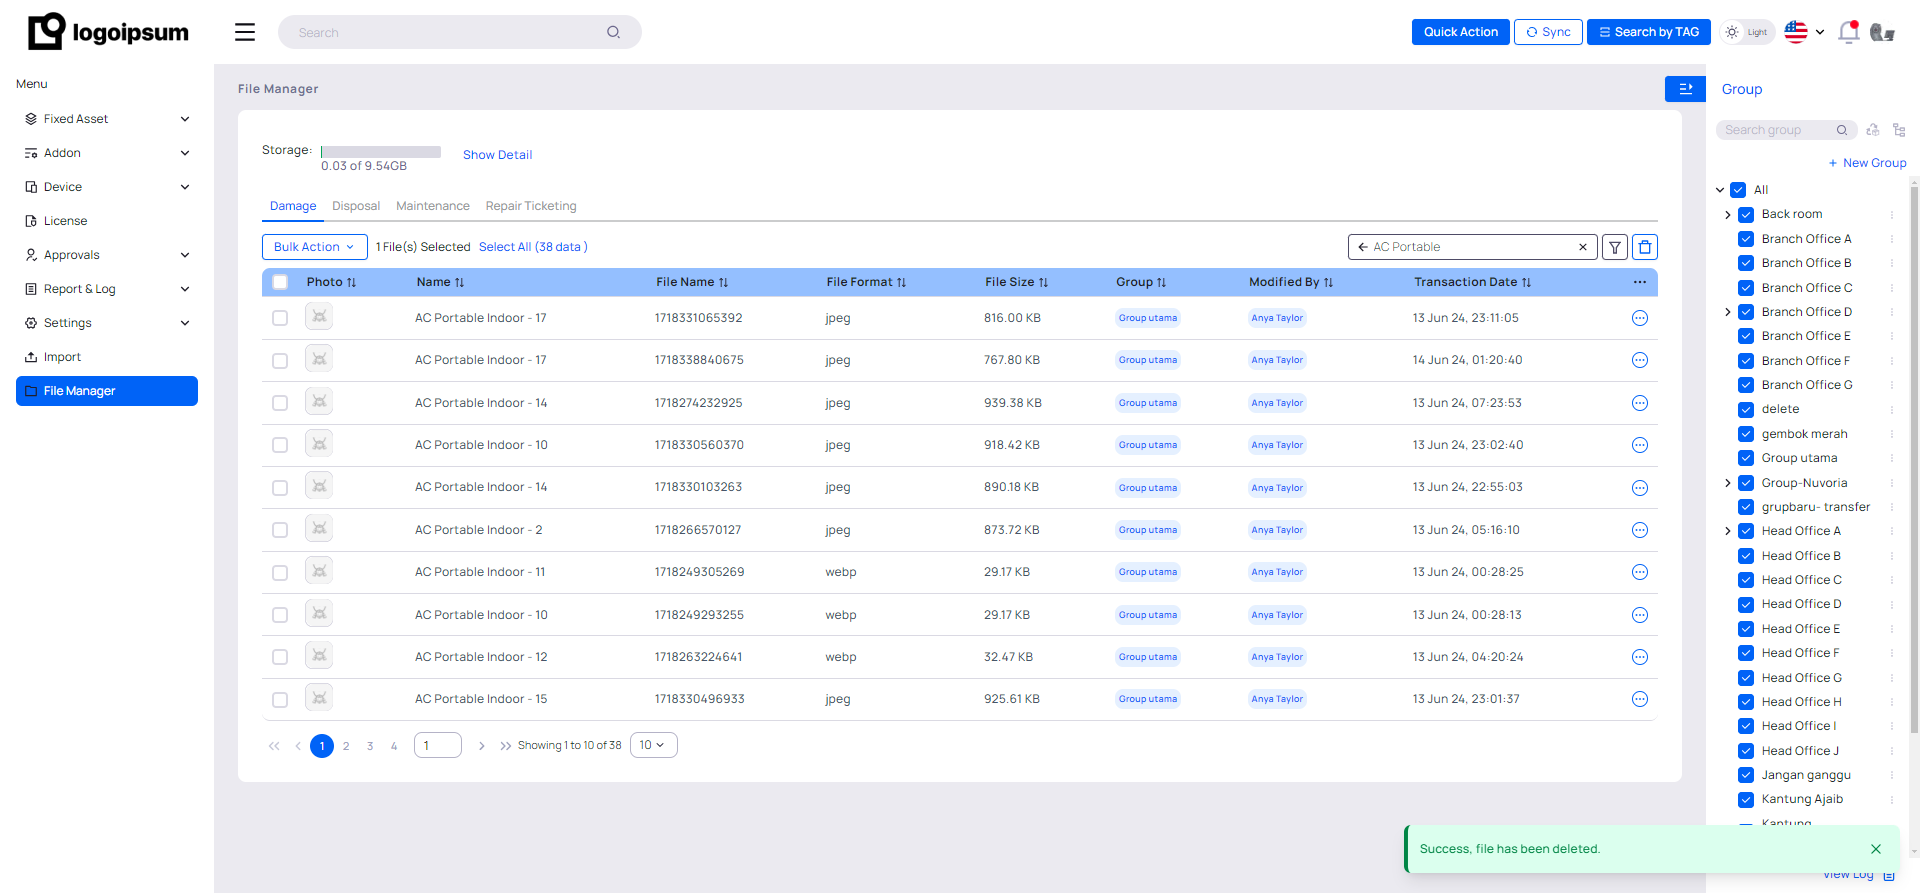 logoipsum
Search
Quick Action
Sync
Search by TAG
Light
Menu
Fixed Asset
Addon
Device
License
Approvals
Report & Log
Settings
Import
File Manager
File Manager
Storage:
0.03 of 9.54GB
Show Detail
Damage Disposal Maintenance Repair Ticketing
Bulk Action 1 File(s) Selected Select All (38 data )
AC Portable
Photo Name File Name File Format File Size Group Modified By Transaction Date
AC Portable Indoor - 17 1718331065392 jpeg 816.00 KB Group utama Anya Taylor 13 Jun 24, 23:11:05
AC Portable Indoor - 17 1718338840675 jpeg 767.80 KB Group utama Anya Taylor 14 Jun 24, 01:20:40
AC Portable Indoor - 14 1718274232925 jpeg 939.38 KB Group utama Anya Taylor 13 Jun 24, 07:23:53
AC Portable Indoor - 10 1718330560370 jpeg 918.42 KB Group utama Anya Taylor 13 Jun 24, 23:02:40
AC Portable Indoor - 14 1718330103263 jpeg 890.18 KB Group utama Anya Taylor 13 Jun 24, 22:55:03
AC Portable Indoor - 2 1718266570127 jpeg 873.72 KB Group utama Anya Taylor 13 Jun 24, 05:16:10
AC Portable Indoor - 11 1718249305269 webp 29.17 KB Group utama Anya Taylor 13 Jun 24, 00:28:25
AC Portable Indoor - 10 1718249293255 webp 29.17 KB Group utama Anya Taylor 13 Jun 24, 00:28:13
AC Portable Indoor - 12 1718263224641 webp 32.47 KB Group utama Anya Taylor 13 Jun 24, 04:20:24
AC Portable Indoor - 15 1718330496933 jpeg 925.61 KB Group utama Anya Taylor 13 Jun 24, 23:01:37
1 2 3 4 1 Showing 1 to 10 of 38 10
Group
Search group
+ New Group
All
Back room
Branch Office A
Branch Office B
Branch Office C
Branch Office D
Branch Office E
Branch Office F
Branch Office G
delete
gembok merah
Group utama
Group-Nuvoria
grupbaru- transfer
Head Office A
Head Office B
Head Office C
Head Office D
Head Office E
Head Office F
Head Office G
Head Office H
Head Office I
Head Office J
Jangan ganggu
Kantung Ajaib
Kantung
Success, file has been deleted.
View Log